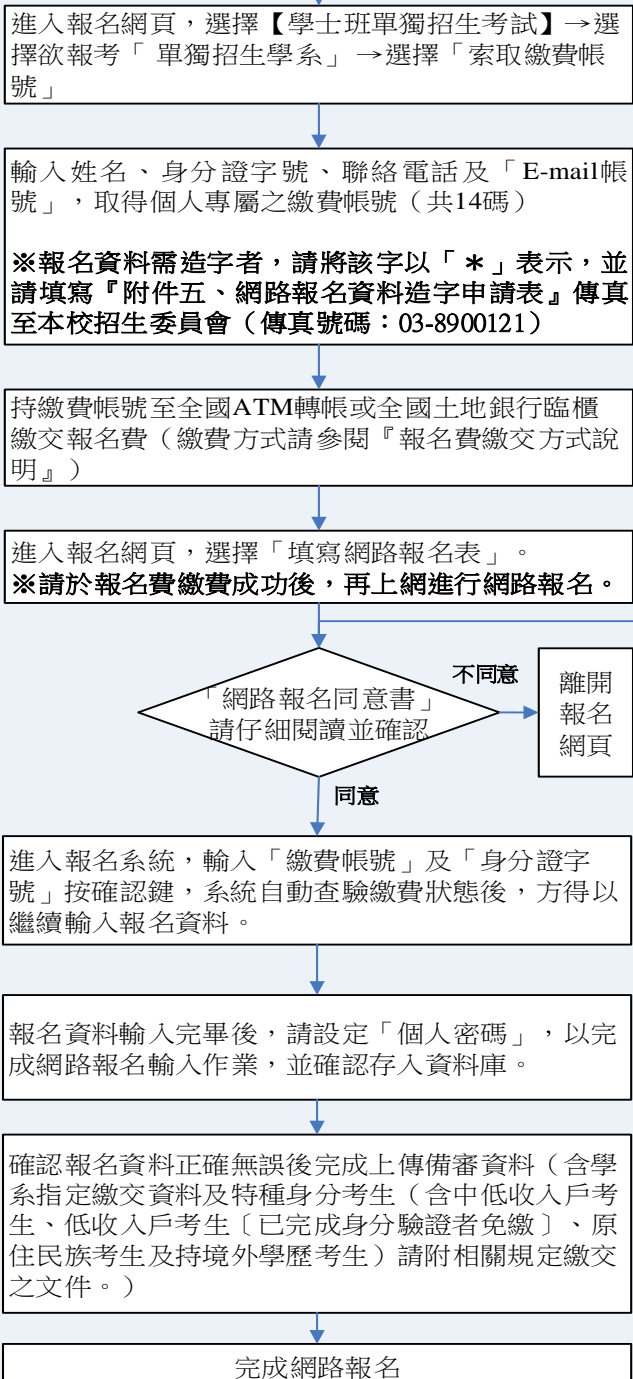 進入報名網頁，選擇【學士班單獨招生考試】→選
擇欲報考「 單獨招生學系」→選擇「索取繳費帳
號」
輸入姓名、身分證字號、聯絡電話及「E-mail帳
號」，取得個人專屬之繳費帳號（共14碼）
※報名資料需造字者，請將該字以「＊」表示，並
請填寫『附件五、網路報名資料造字申請表』傳真
至本校招生委員會（傳真號碼：03-8900121）
持繳費帳號至全國ATM轉帳或全國土地銀行臨櫃
繳交報名費（繳費方式請參閱『報名費繳交方式說
明』）
進入報名網頁，選擇「填寫網路報名表」。
※請於報名費繳費成功後，再上網進行網路報名。
「網路報名同意書」
請仔細閱讀並確認
不同意
離開
報名
網頁
同意
進入報名系統，輸入「繳費帳號」及「身分證字
號」按確認鍵，系統自動查驗繳費狀態後，方得以
繼續輸入報名資料。
報名資料輸入完畢後，請設定「個人密碼」，以完
成網路報名輸入作業，並確認存入資料庫。
確認報名資料正確無誤後完成上傳備審資料（含學
系指定繳交資料及特種身分考生（含中低收入戶考
生、低收入戶考生〔已完成身分驗證者免繳〕、原
住民族考生及持境外學歷考生）請附相關規定繳交
之文件。）
完成網路報名